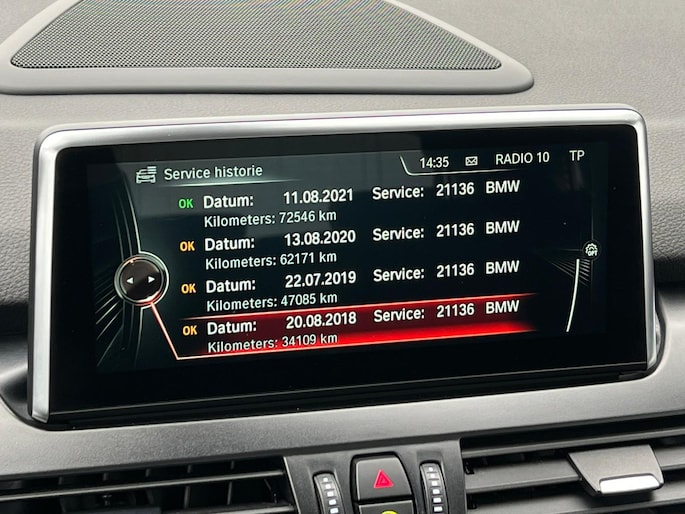 14:35 RADIO 10 TP
Service historie
OK Datum: 11.08.2021 Service: 21136 BMW
Kilometers: 72546 km
OK Datum: 13.08.2020 Service: 21136 BMW
Kilometers: 62171 km
OK Datum: 22.07.2019 Service: 21136 BMW
Kilometers: 47085 km
OK Datum: 20.08.2018 Service: 21136 BMW
Kilometers: 34109 km